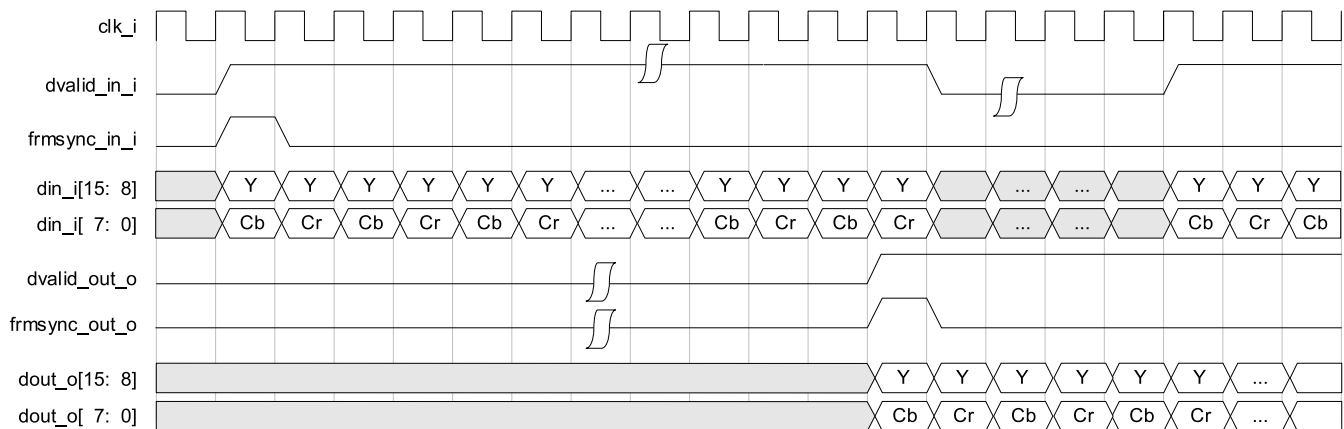 clk_i
dvalid_in_i
frmsync_in_i
din_i[15: 8] Y Y Y Y Y Y ... ... Y Y Y Y ... ... Y Y Y
din_i[ 7: 0] Cb Cr Cb Cr Cb Cr ... ... Cb Cr Cb Cr ... ... Cb Cr Cb
dvalid_out_o
frmsync_out_o
dout_o[15: 8] Y Y Y Y Y Y ...
dout_o[ 7: 0] Cb Cr Cb Cr Cb Cr ...